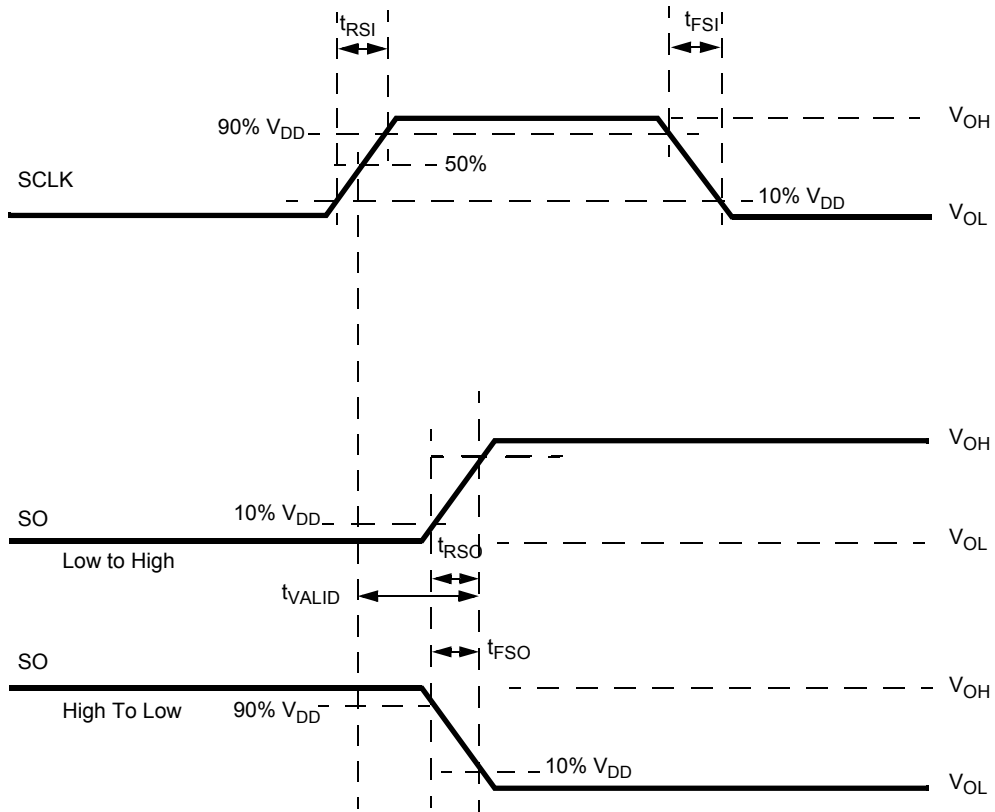 tRSI
tFSI
90% VDD
VOH
50%
SCLK
10% VDD
VOL
VOH
10% VDD
SO
VOL
Low to High
tRSO
tVALID
tFSO
SO
VOH
High To Low
90% VDD
10% VDD
VOL